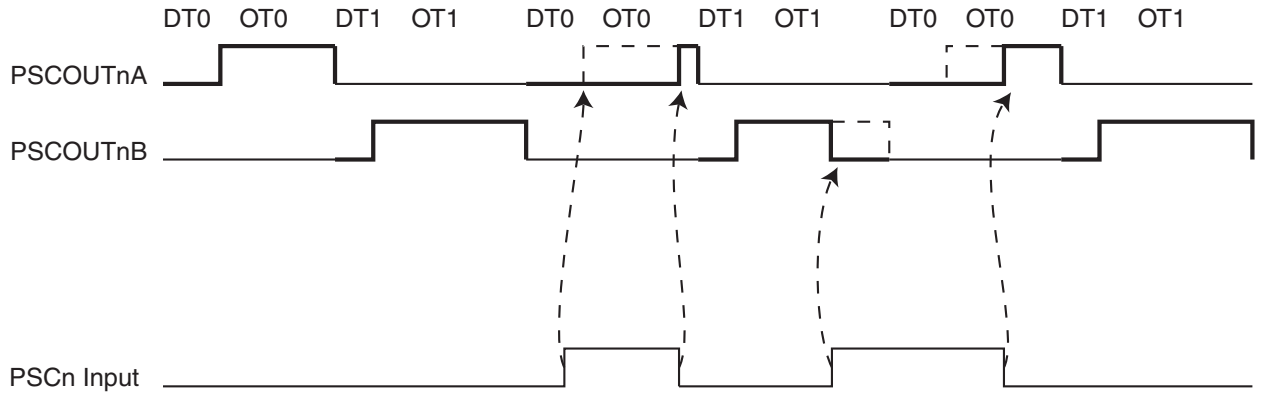 DT0 OT0 DT1 OT1 DT0 OT0 DT1 OT1 DT0 OT0 DT1 OT1
PSCOUTnA
PSCOUTnB
PSCn Input